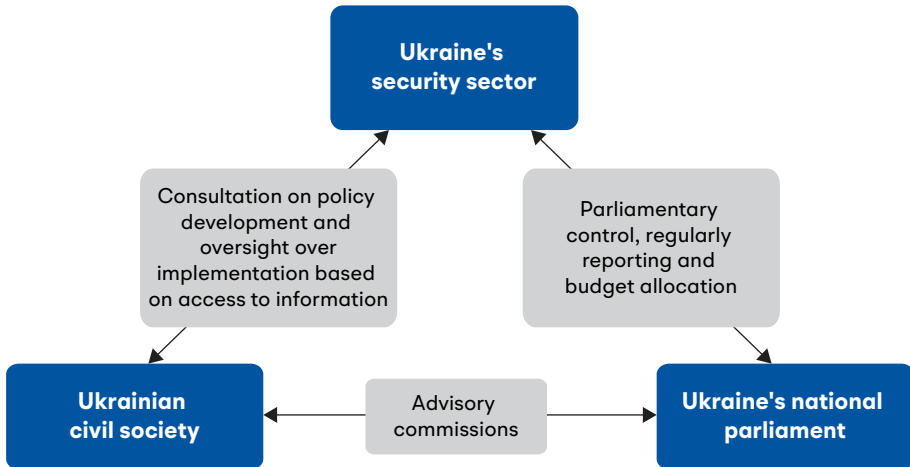 Ukraine's
security sector
Consultation on policy
development and
oversight over
implementation based
on access to information
Parliamentary
control, regularly
reporting and
budget allocation
Ukrainian
civil society
Advisory
commissions
Ukraine's national
parliament